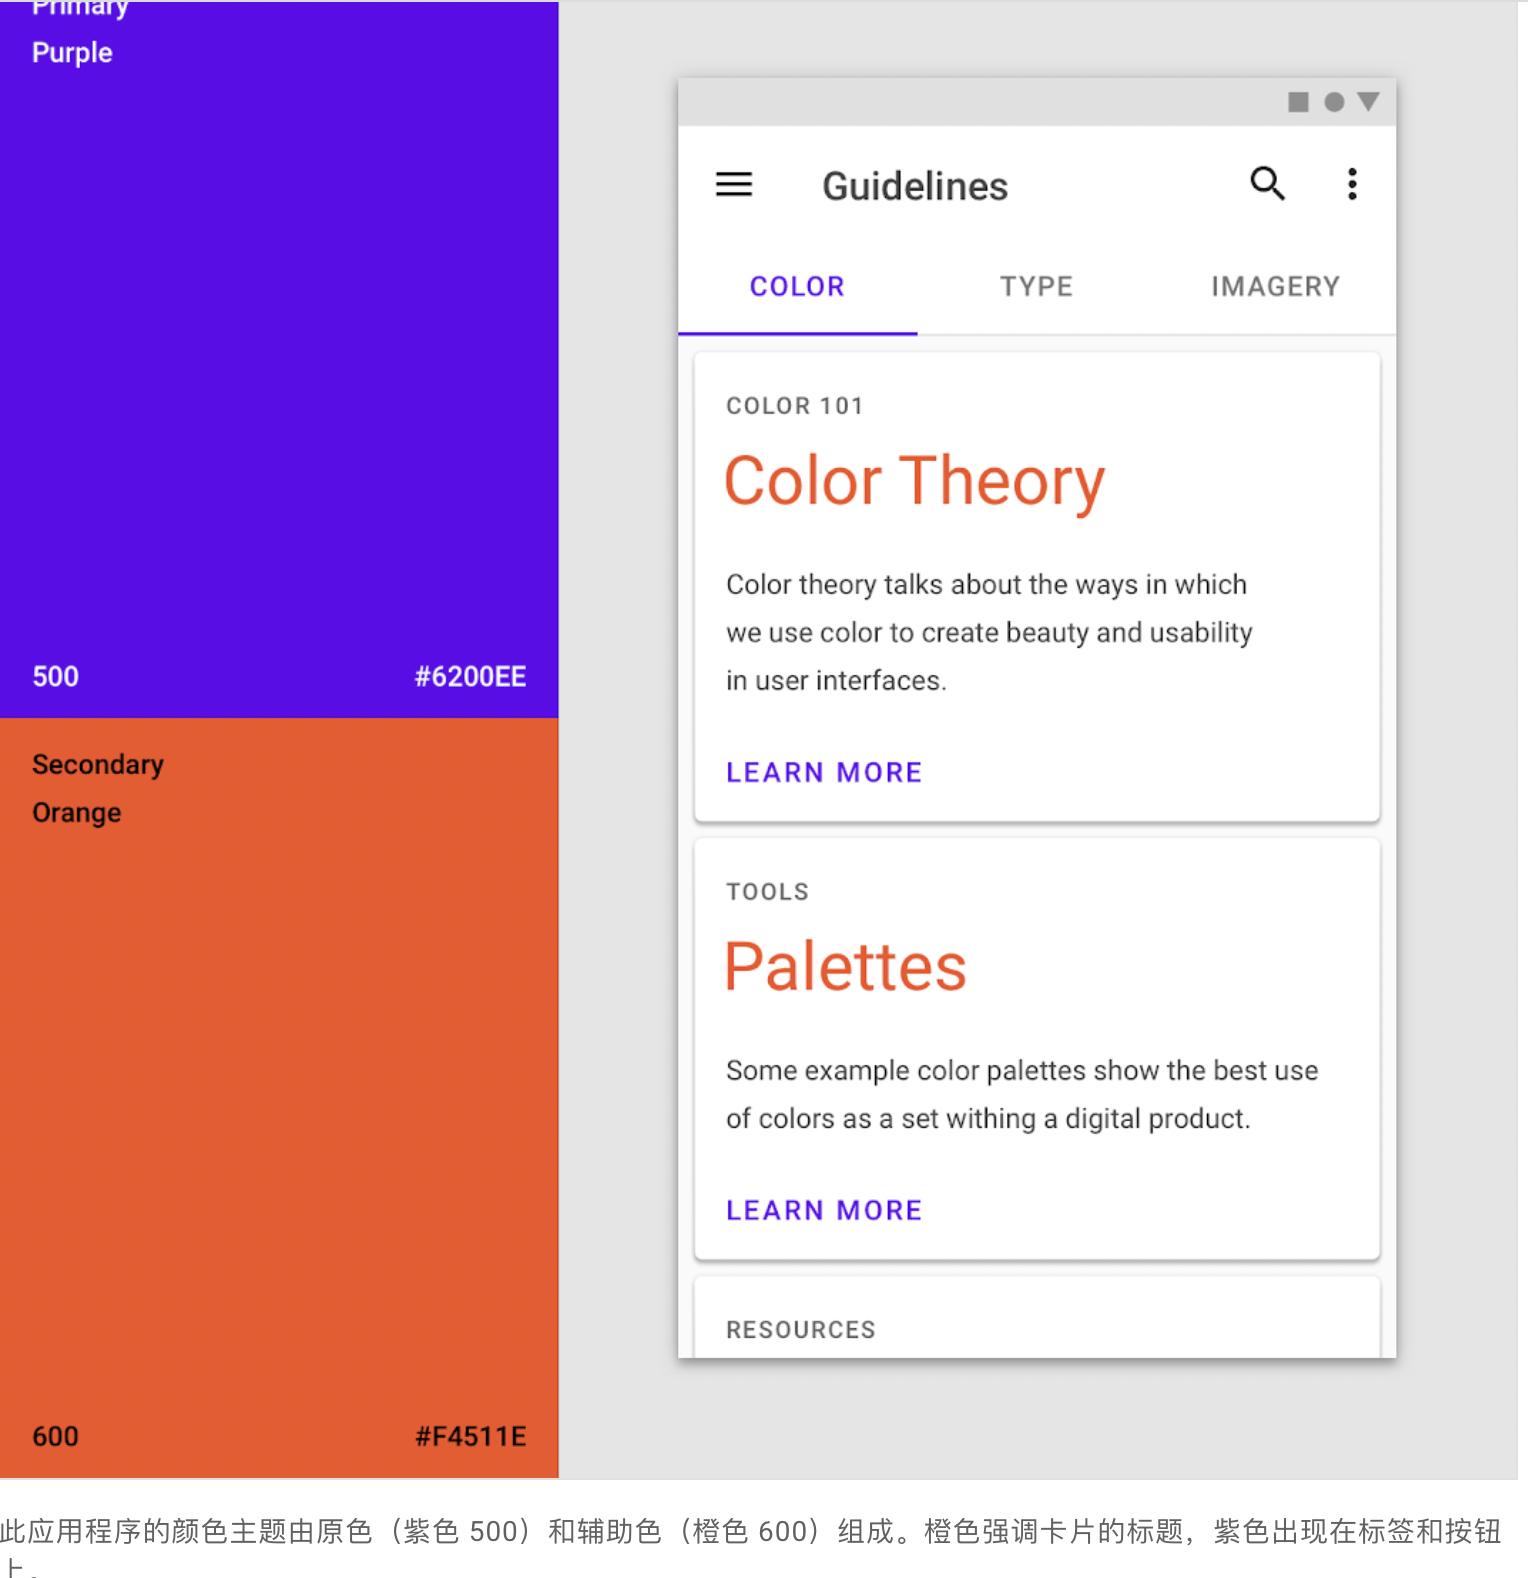 Primary
Purple
500 #6200EE
Secondary
Orange
600 #F4511E
Guidelines
COLOR TYPE IMAGERY
COLOR 101
Color Theory
Color theory talks about the ways in which
we use color to create beauty and usability
in user interfaces.
LEARN MORE
TOOLS
Palettes
Some example color palettes show the best use
of colors as a set withing a digital product.
LEARN MORE
RESOURCES
此应用程序的颜色主题由原色（紫色 500）和辅助色（橙色 600）组成。橙色强调卡片的标题，紫色出现在标签和按钮
上。